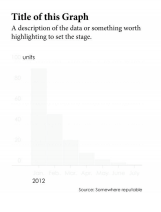 Title of this Graph
A description of the data or something worth
highlighting to set the stage.
units
2012
Source: Somewhere reputable